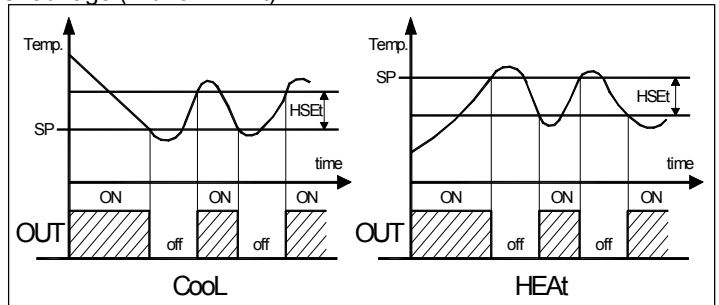 Temp.
HSEt
SP
time
ON
ON
ON
OUT
off
off
CooL
Temp.
SP
HSEt
time
ON
ON
ON
OUT
off
off
HEAt